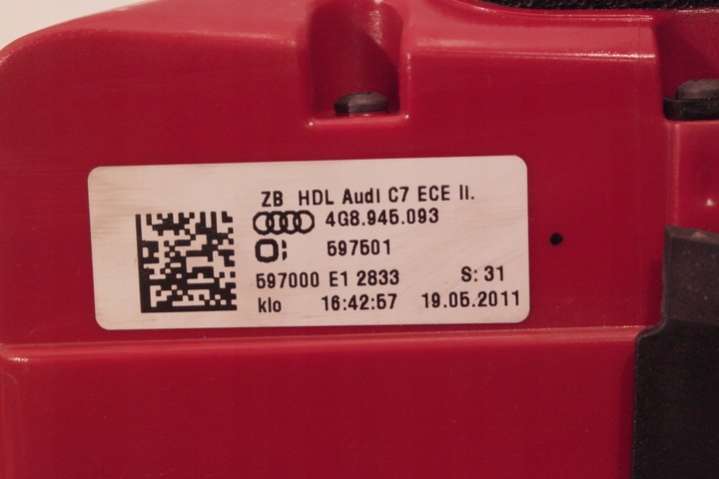 ZB HDL Audi C7 ECE ll.
4G8.945.093
597501
597000 E1 2833 S: 31
klo 16:42:57 19.05.2011